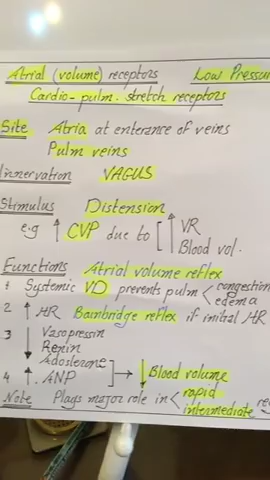 Atrial (volume) receptors Low Pressu
Cardio-pulm. stretch receptors
Site Atria at enterance of veins
Pulm veins
innervation VAGUS
Stimulus Distension
e.g ↑ CVP due to [ ↑ VR
Blood vol.
Functions Atrial volume reflex
1 Systemic VD prevents pulm < congestion
edema
2 ↑ HR Bambridge reflex if initial HR
3 ↓ Vasopressin
Renin
Adosterone
4 ↑ ANP → ↓ Blood volume
Note Plags major role in < rapid
intermediate